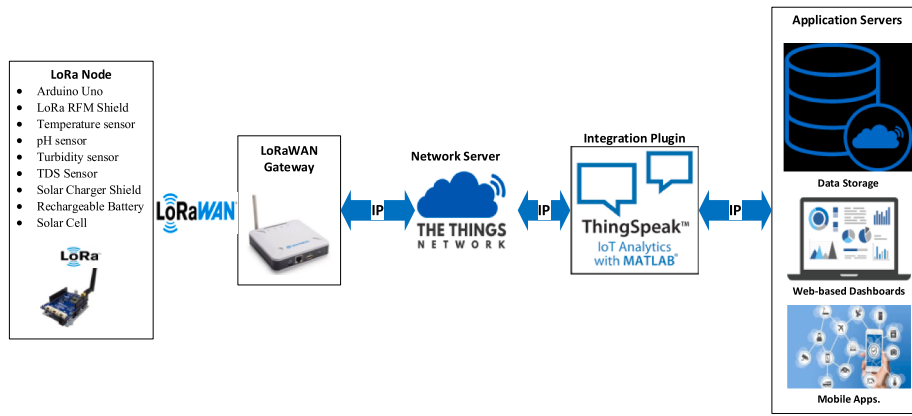 LoRa Node
• Arduino Uno
• LoRa RFM Shield
• Temperature sensor
• pH sensor
• Turbidity sensor
• TDS Sensor
• Solar Charger Shield
• Rechargeable Battery
• Solar Cell
LoRa
LoRaWAN
LoRaWAN
Gateway
IP
Network Server
THE THINGS
NETWORK
IP
Integration Plugin
ThingSpeak™
IoT Analytics
with MATLAB®
IP
Application Servers
Data Storage
Web-based Dashboards
Mobile Apps.